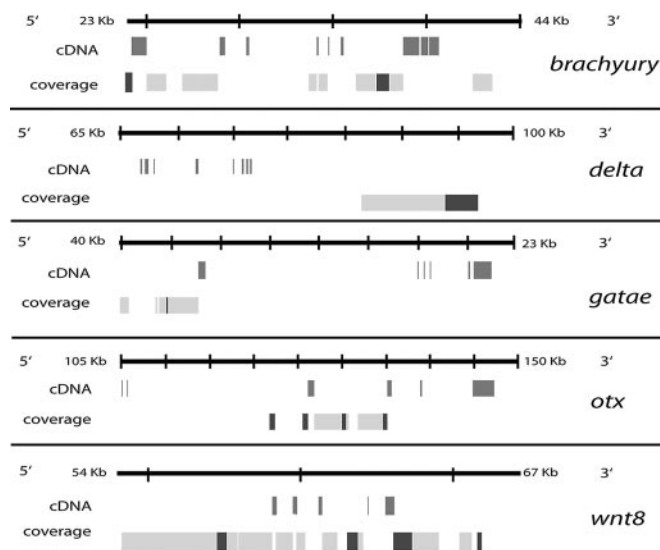 5' 23 Kb 44 Kb 3'
cDNA
brachyury
coverage
5' 65 Kb 100 Kb 3'
cDNA
delta
coverage
5' 40 Kb 23 Kb 3'
cDNA
gatae
coverage
5' 105 Kb 150 Kb 3'
cDNA
otx
coverage
5' 54 Kb 67 Kb 3'
cDNA
wnt8
coverage